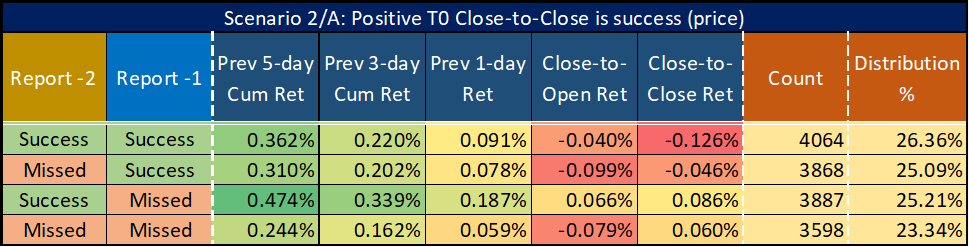 Scenario 2/A: Positive T0 Close-to-Close is success (price)
Report -2 Report -1 Prev 5-day Cum Ret Prev 3-day Cum Ret Prev 1-day Ret Close-to-Open Ret Close-to-Close Ret Count Distribution %
Success Success 0.362% 0.220% 0.091% -0.040% -0.126% 4064 26.36%
Missed Success 0.310% 0.202% 0.078% -0.099% -0.046% 3868 25.09%
Success Missed 0.474% 0.339% 0.187% 0.066% 0.086% 3887 25.21%
Missed Missed 0.244% 0.162% 0.059% -0.079% 0.060% 3598 23.34%